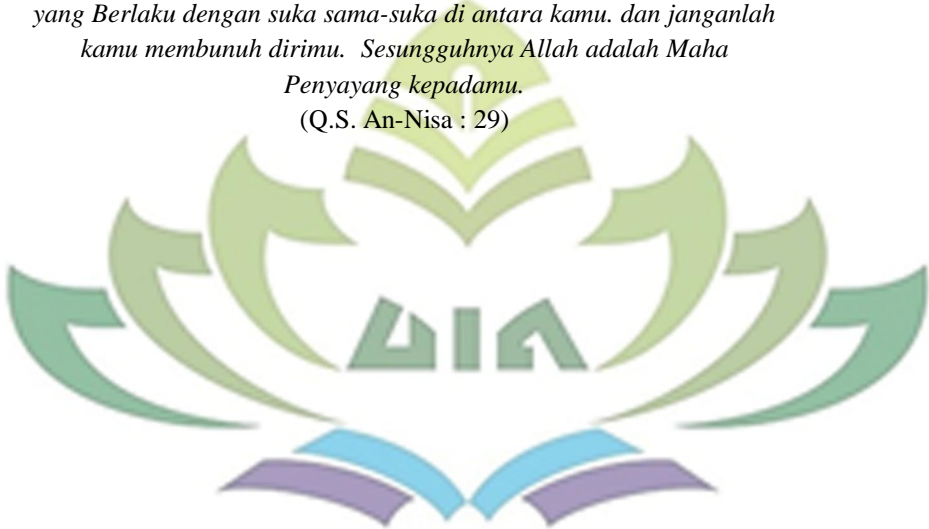 yang Berlaku dengan suka sama-suka di antara kamu. dan janganlah
kamu membunuh dirimu.  Sesungguhnya Allah adalah Maha
Penyayang kepadamu.
(Q.S. An-Nisa : 29)
UIN